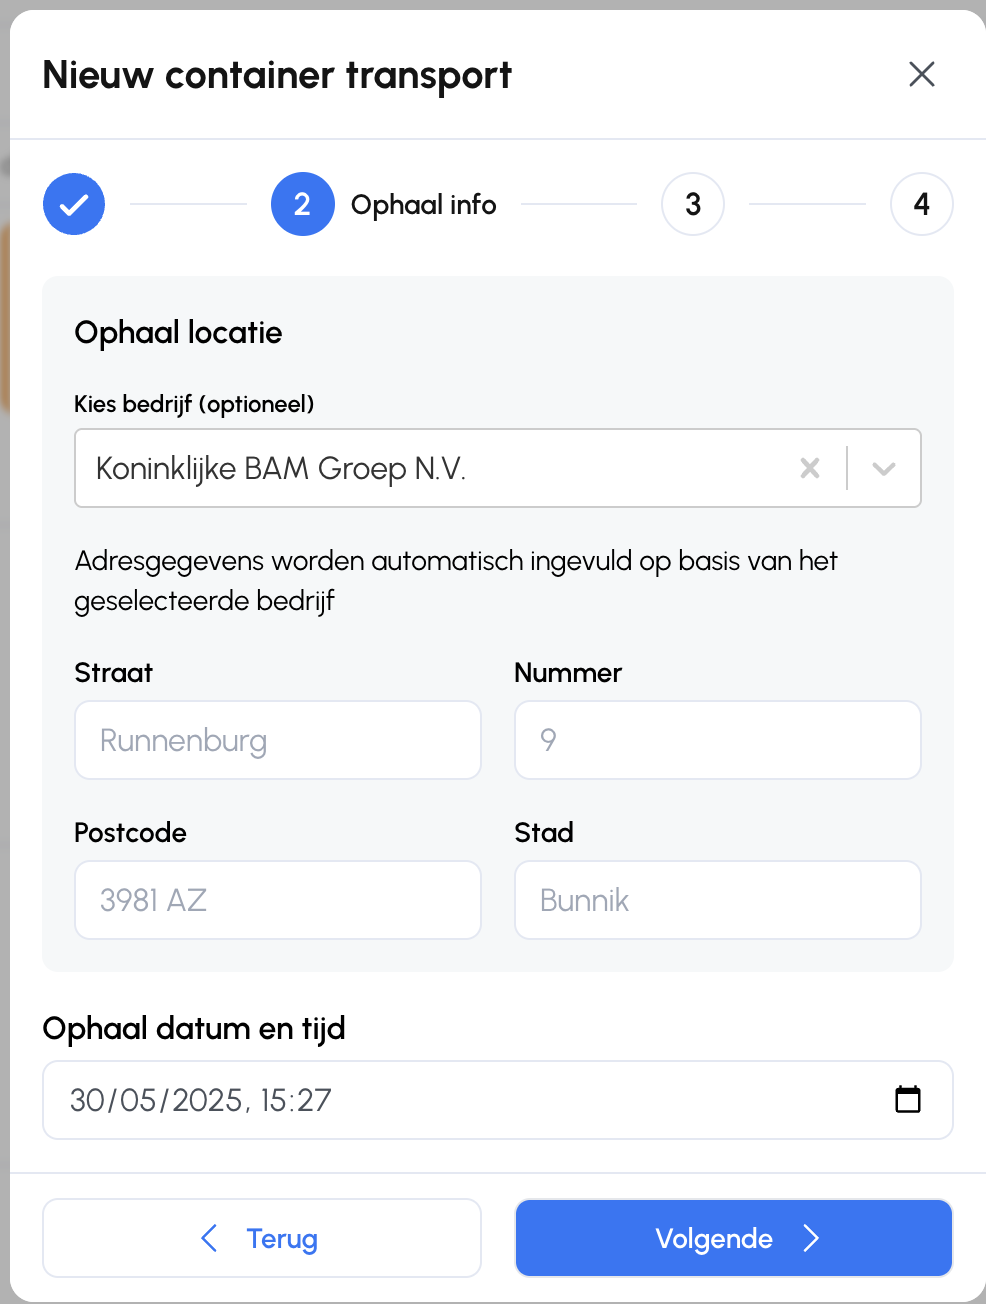 Nieuw container transport
2 Ophaal info 3 4
Ophaal locatie
Kies bedrijf (optioneel)
Koninklijke BAM Groep N.V.
Adresgegevens worden automatisch ingevuld op basis van het
geselecteerde bedrijf
Straat
Runnenburg
Nummer
9
Postcode
3981 AZ
Stad
Bunnik
Ophaal datum en tijd
30/05/2025, 15:27
Terug
Volgende